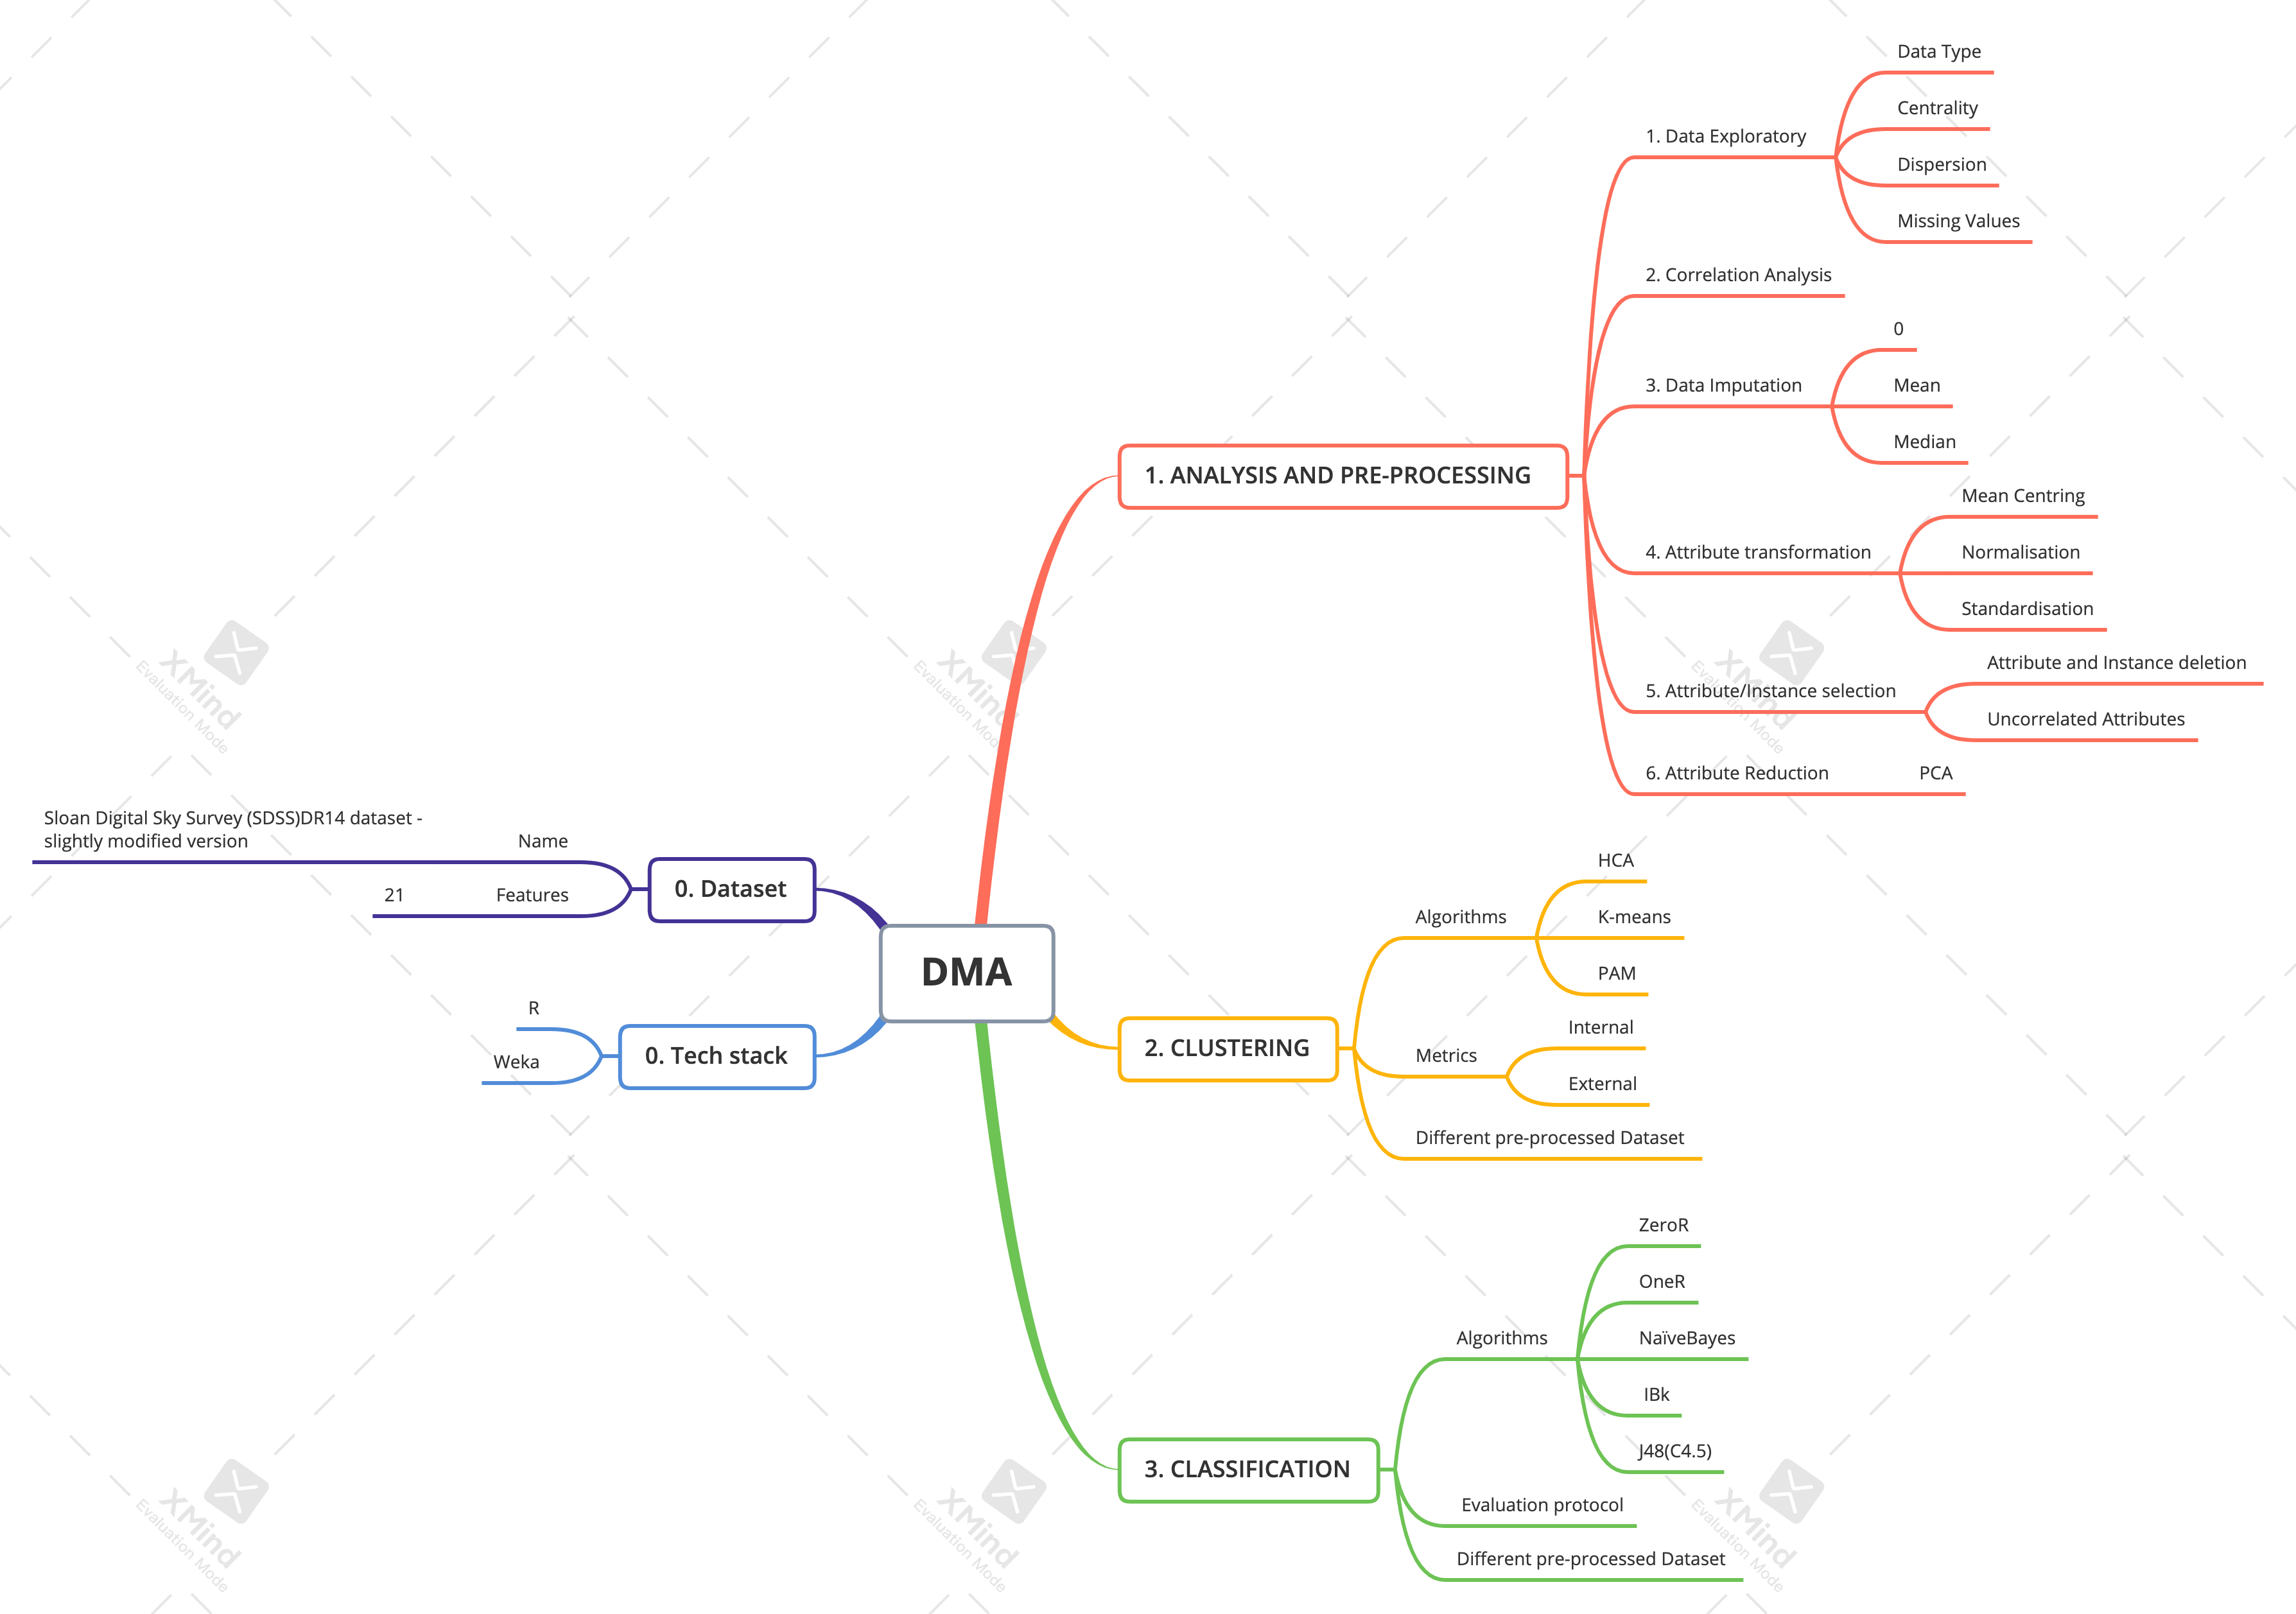 DMA
0. Dataset
Name
Sloan Digital Sky Survey (SDSS)DR14 dataset -
slightly modified version
Features
21
0. Tech stack
R
Weka
1. ANALYSIS AND PRE-PROCESSING
1. Data Exploratory
Data Type
Centrality
Dispersion
Missing Values
2. Correlation Analysis
3. Data Imputation
0
Mean
Median
4. Attribute transformation
Mean Centring
Normalisation
Standardisation
5. Attribute/Instance selection
Attribute and Instance deletion
Uncorrelated Attributes
6. Attribute Reduction
PCA
2. CLUSTERING
Algorithms
HCA
K-means
PAM
Metrics
Internal
External
Different pre-processed Dataset
3. CLASSIFICATION
Algorithms
ZeroR
OneR
NaïveBayes
IBk
J48(C4.5)
Evaluation protocol
Different pre-processed Dataset
XMind
Evaluation Mode
XMind
Evaluation Mode
XMind
Evaluation Mode
XMind
Evaluation Mode
XMind
Evaluation Mode
XMind
Evaluation Mode